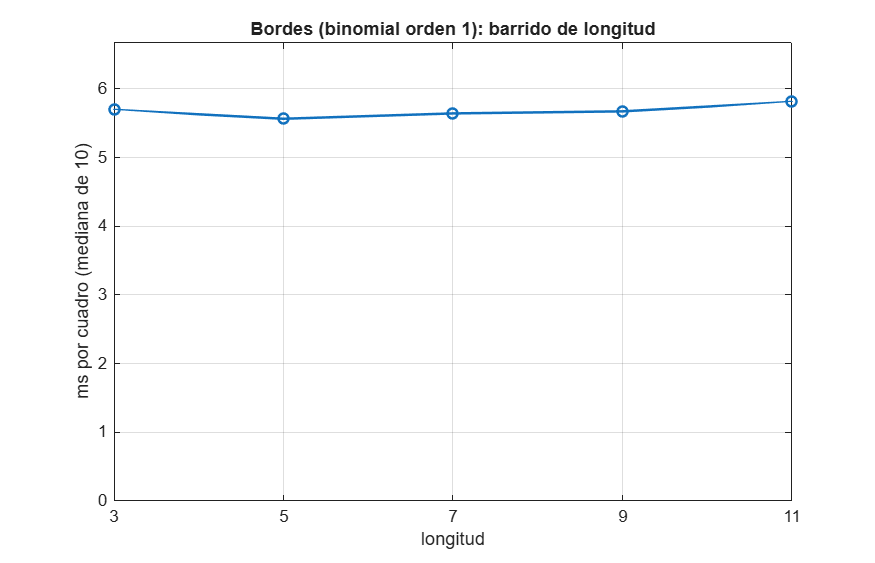 Bordes (binomial orden 1): barrido de longitud
ms por cuadro (mediana de 10)
6
5
4
3
2
1
0
3 5 7 9 11
longitud